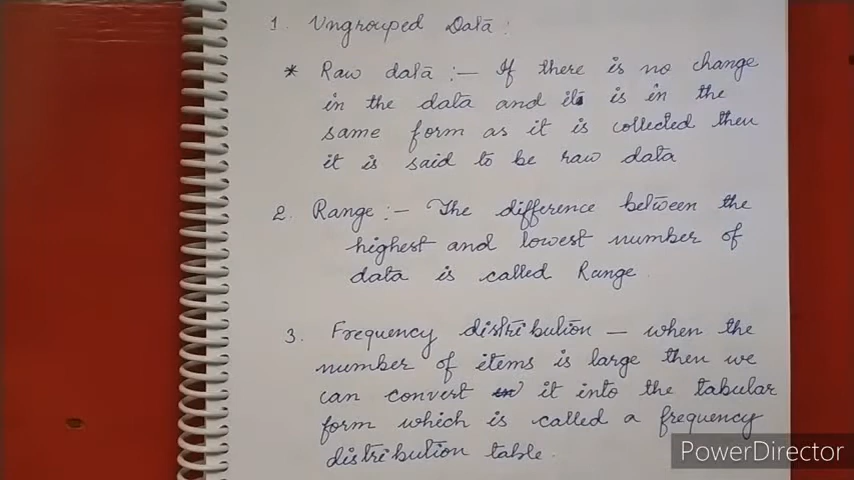 1. Ungrouped Data :
* Raw data :- If there is no change
in the data and it is in the
same form as it is collected then
it is said to be raw data
2. Range :- The difference between the
highest and lowest number of
data is called Range.
3. Frequency distribution - when the
number of items is large then we
can convert it into the tabular
form which is called a frequency
distribution table.
PowerDirector